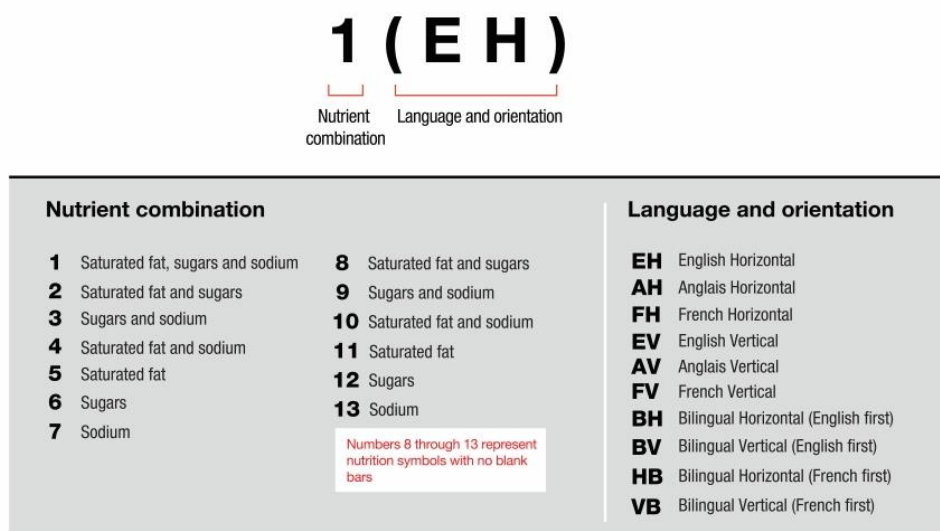 1 ( E H )
Nutrient
combination
Language and orientation
Nutrient combination
1 Saturated fat, sugars and sodium
2 Saturated fat and sugars
3 Sugars and sodium
4 Saturated fat and sodium
5 Saturated fat
6 Sugars
7 Sodium
8 Saturated fat and sugars
9 Sugars and sodium
10 Saturated fat and sodium
11 Saturated fat
12 Sugars
13 Sodium
Numbers 8 through 13 represent
nutrition symbols with no blank
bars
Language and orientation
EH English Horizontal
AH Anglais Horizontal
FH French Horizontal
EV English Vertical
AV Anglais Vertical
FV French Vertical
BH Bilingual Horizontal (English first)
BV Bilingual Vertical (English first)
HB Bilingual Horizontal (French first)
VB Bilingual Vertical (French first)